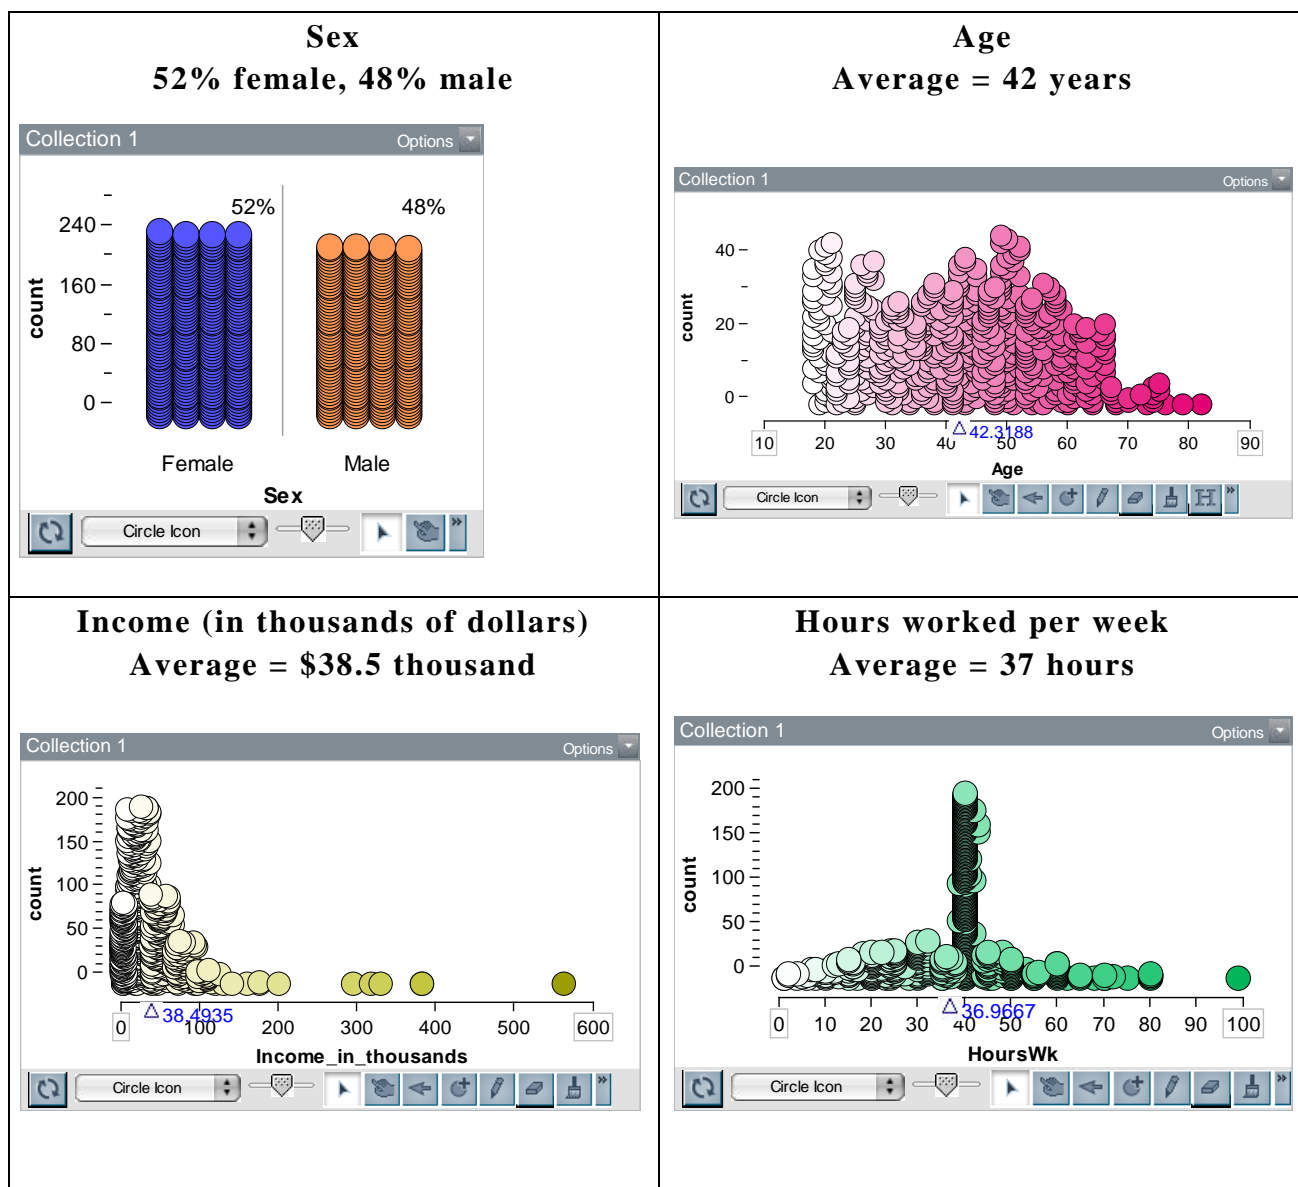 Sex
52% female, 48% male
Collection 1
Options
52%
48%
240
160
80
0
count
Female
Male
Sex
Circle Icon
»
Age
Average = 42 years
Collection 1
Options
40
20
0
count
42.3188
10 20 30 40 50 60 70 80 90
Age
Circle Icon
»
Income (in thousands of dollars)
Average = $38.5 thousand
Collection 1
Options
200
150
100
50
0
count
38.4935
0 100 200 300 400 500 600
Income_in_thousands
Circle Icon
»
Hours worked per week
Average = 37 hours
Collection 1
Options
200
150
100
50
0
count
36.9667
0 10 20 30 40 50 60 70 80 90 100
HoursWk
Circle Icon
»